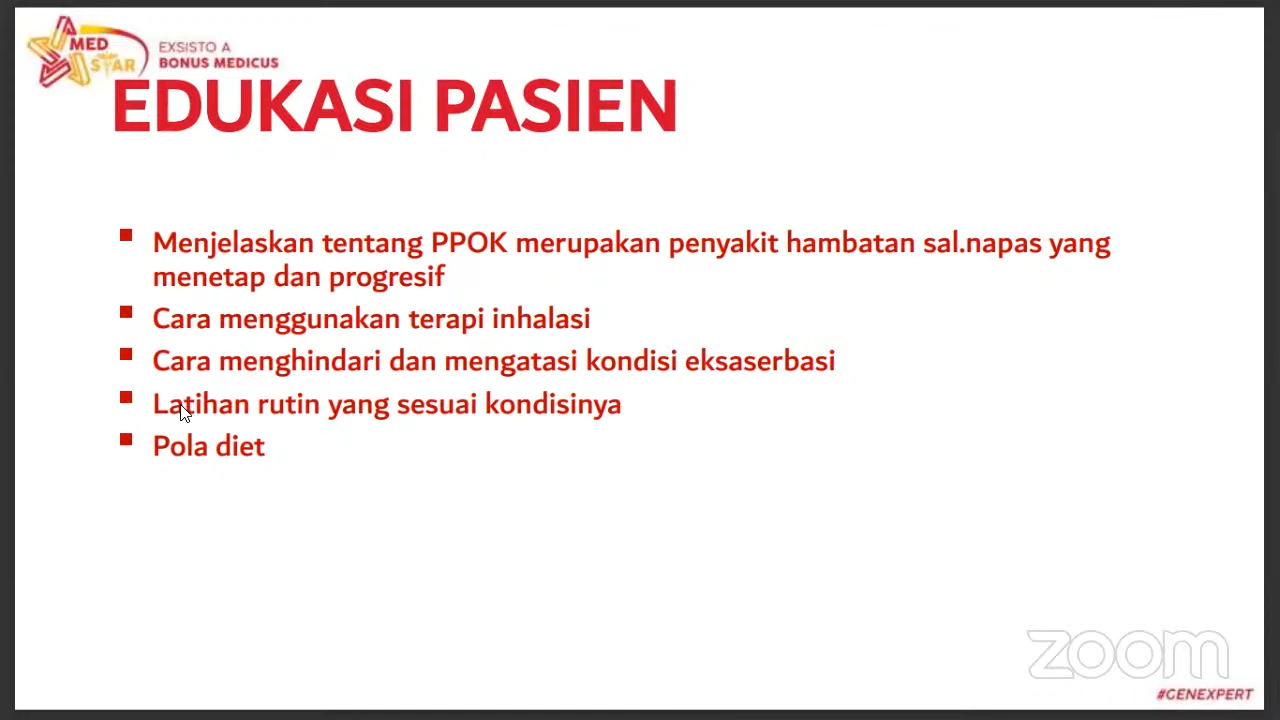 MED
STAR
EXSISTO A
BONUS MEDICUS
EDUKASI PASIEN
Menjelaskan tentang PPOK merupakan penyakit hambatan sal.napas yang
menetap dan progresif
Cara menggunakan terapi inhalasi
Cara menghindari dan mengatasi kondisi eksaserbasi
Latihan rutin yang sesuai kondisinya
Pola diet
zoom
#GENEXPERT